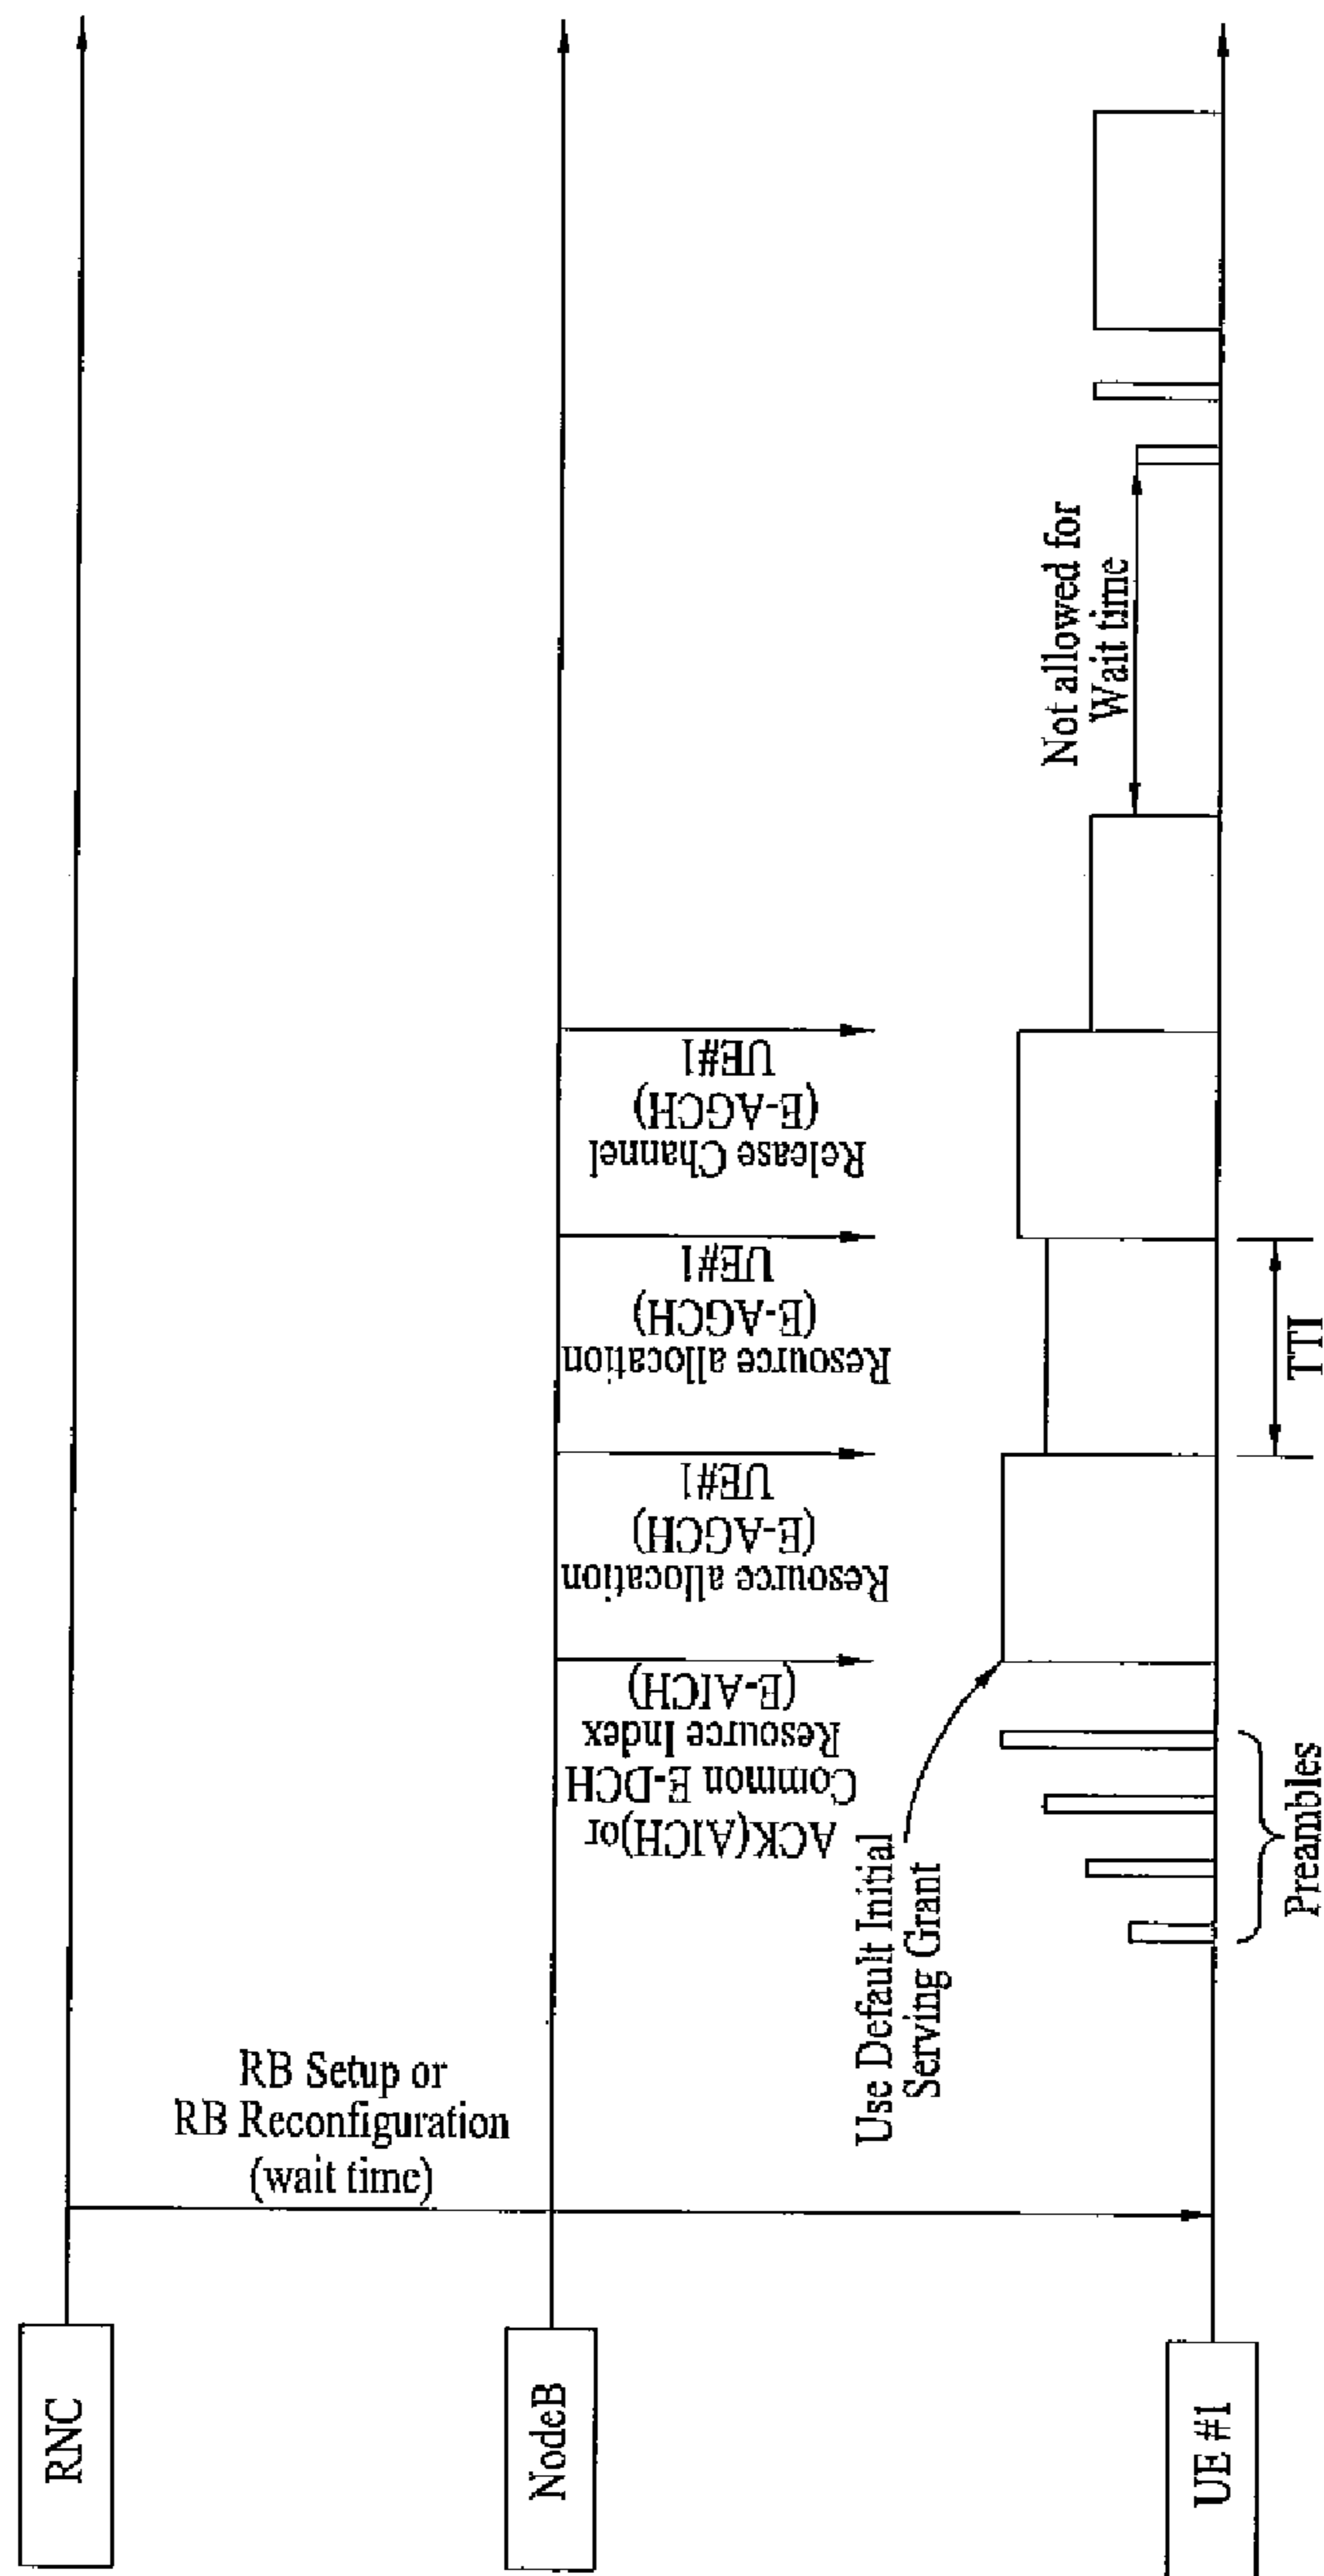 RNC
NodeB
UE #1
RB Setup or
RB Reconfiguration
(wait time)
ACK(AICH)or
Common E-DCH
Resource Index
(E-AICH)
Resource allocation
(E-AGCH)
UE#1
Resource allocation
(E-AGCH)
UE#1
Release Channel
(E-AGCH)
UE#1
Use Default Initial
Serving Grant
Preambles
TTI
Not allowed for
Wait time